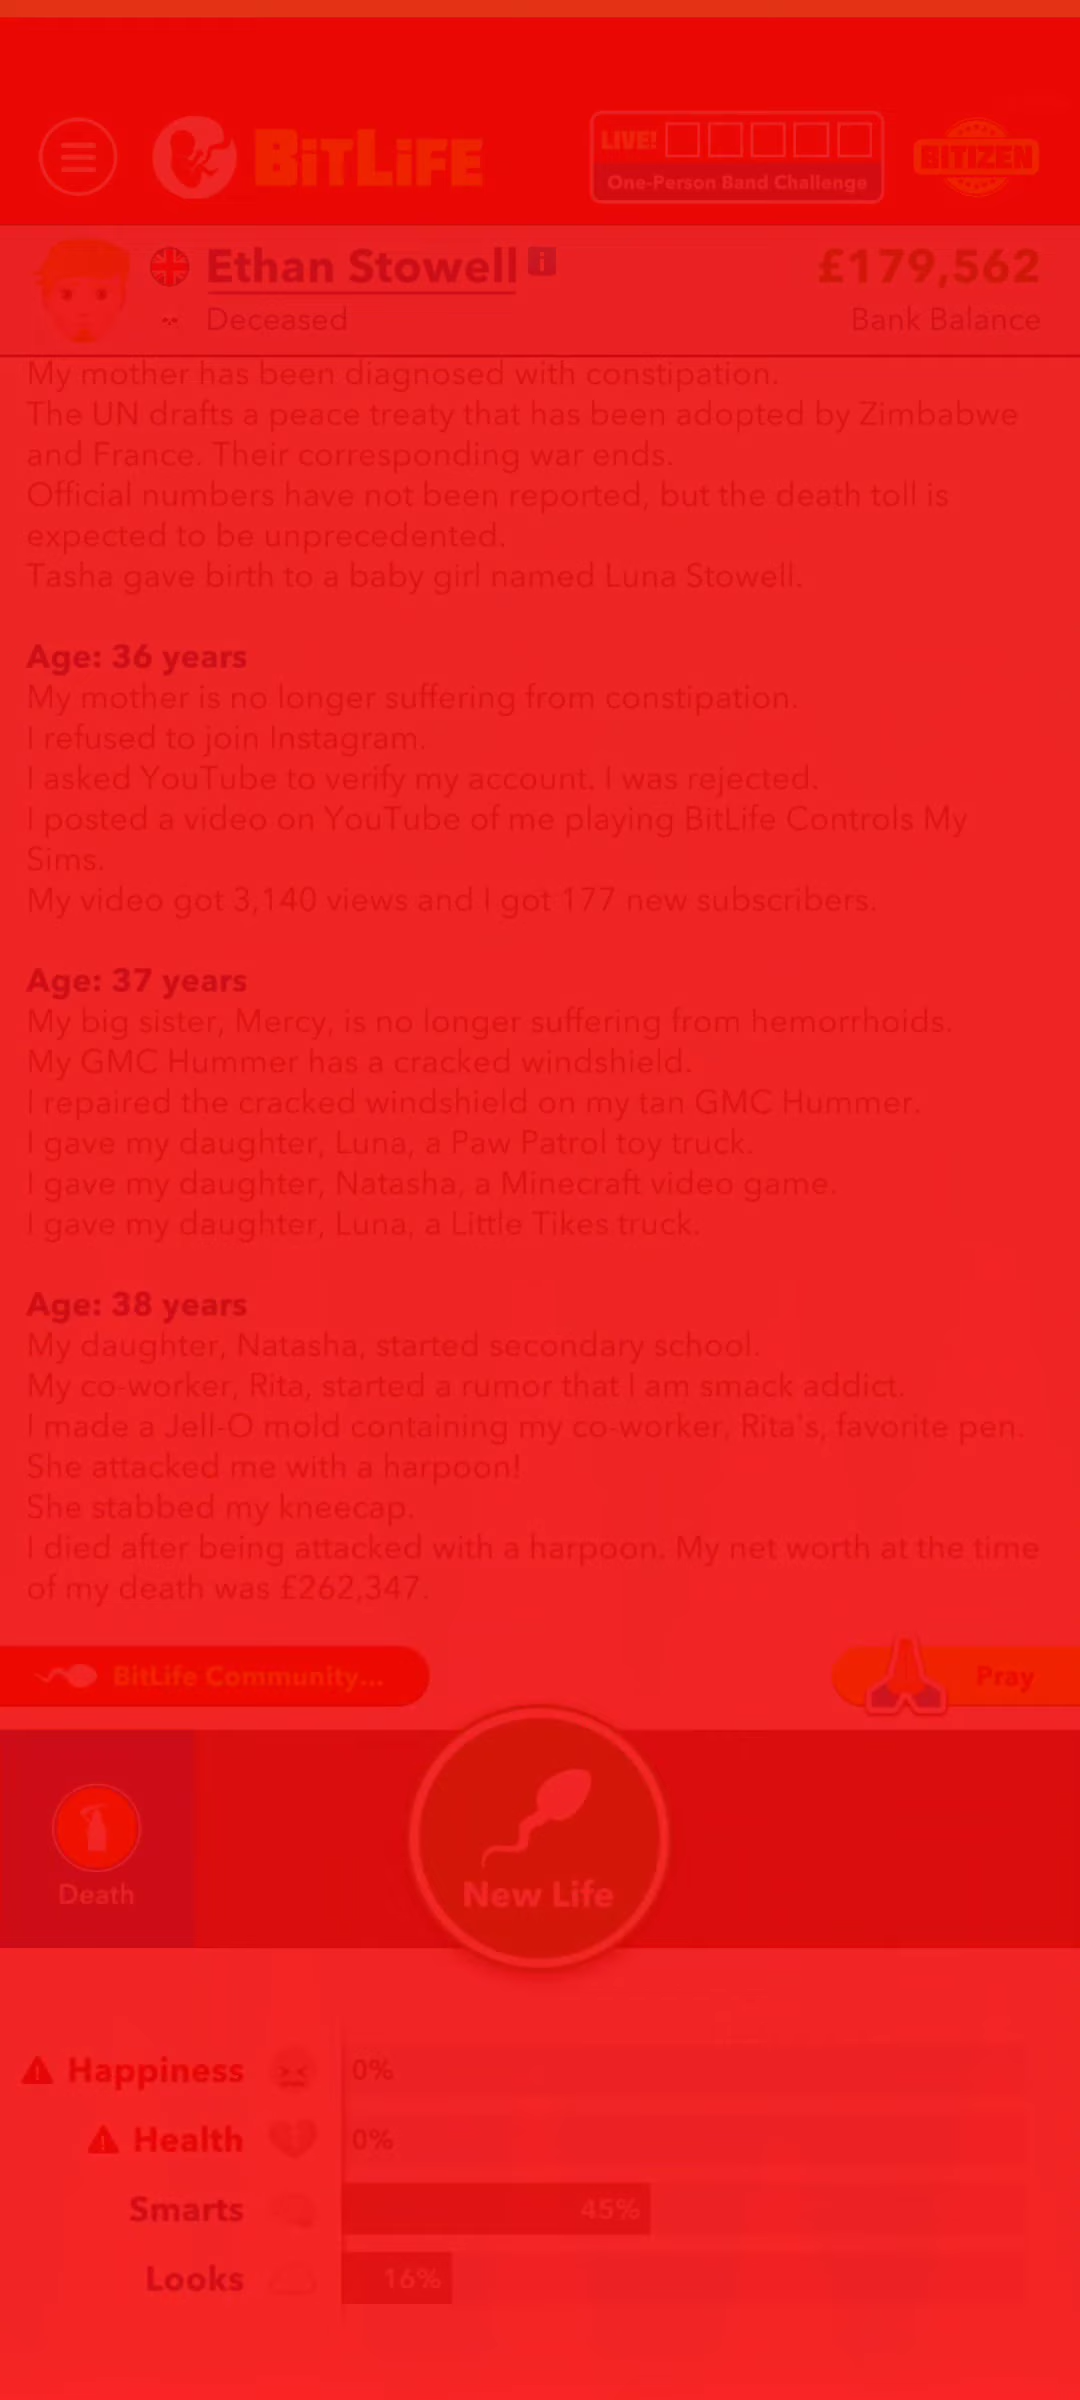 BiTLiFE
LIVE!
One-Person Band Challenge
BITIZEN
Ethan Stowell i
£179,562
Deceased
Bank Balance
My mother has been diagnosed with constipation.
The UN drafts a peace treaty that has been adopted by Zimbabwe
and France. Their corresponding war ends.
Official numbers have not been reported, but the death toll is
expected to be unprecedented.
Tasha gave birth to a baby girl named Luna Stowell.
Age: 36 years
My mother is no longer suffering from constipation.
I refused to join Instagram.
I asked YouTube to verify my account. I was rejected.
I posted a video on YouTube of me playing BitLife Controls My
Sims.
My video got 3,140 views and I got 177 new subscribers.
Age: 37 years
My big sister, Mercy, is no longer suffering from hemorrhoids.
My GMC Hummer has a cracked windshield.
I repaired the cracked windshield on my tan GMC Hummer.
I gave my daughter, Luna, a Paw Patrol toy truck.
I gave my daughter, Natasha, a Minecraft video game.
I gave my daughter, Luna, a Little Tikes truck.
Age: 38 years
My daughter, Natasha, started secondary school.
My co-worker, Rita, started a rumor that I am smack addict.
I made a Jell-O mold containing my co-worker, Rita's, favorite pen.
She attacked me with a harpoon!
She stabbed my kneecap.
I died after being attacked with a harpoon. My net worth at the time
of my death was £262,347.
BitLife Community...
Pray
Death
New Life
Happiness 0%
Health 0%
Smarts 45%
Looks 16%